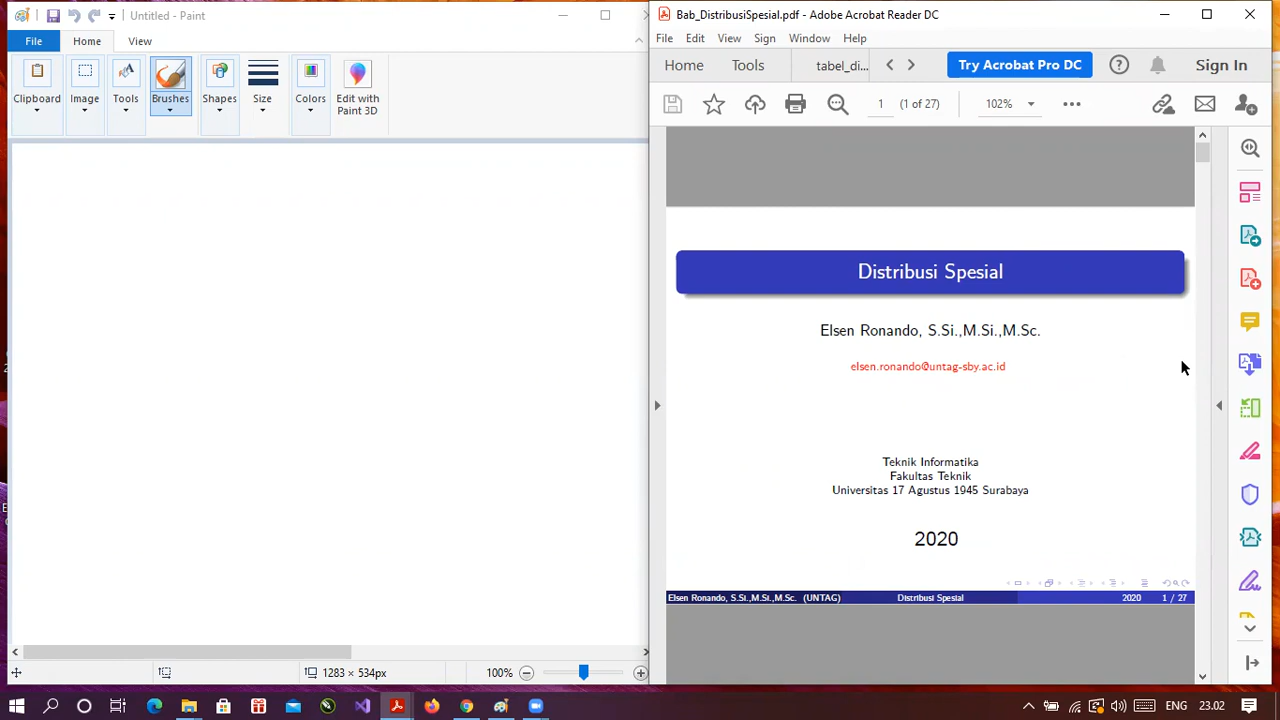 Untitled - Paint
File
Home
View
Clipboard
Image
Tools
Brushes
Shapes
Size
Colors
Edit with
Paint 3D
1283 × 534px
100%
Bab_DistribusiSpesial.pdf - Adobe Acrobat Reader DC
File Edit View Sign Window Help
Home
Tools
tabel_di...
Try Acrobat Pro DC
Sign In
1
(1 of 27)
102%
Distribusi Spesial
Elsen Ronando, S.Si.,M.Si.,M.Sc.
elsen.ronando@untag-sby.ac.id
Teknik Informatika
Fakultas Teknik
Universitas 17 Agustus 1945 Surabaya
2020
Elsen Ronando, S.Si.,M.Si.,M.Sc. (UNTAG)
Distribusi Spesial
2020
1 / 27
ENG
23.02